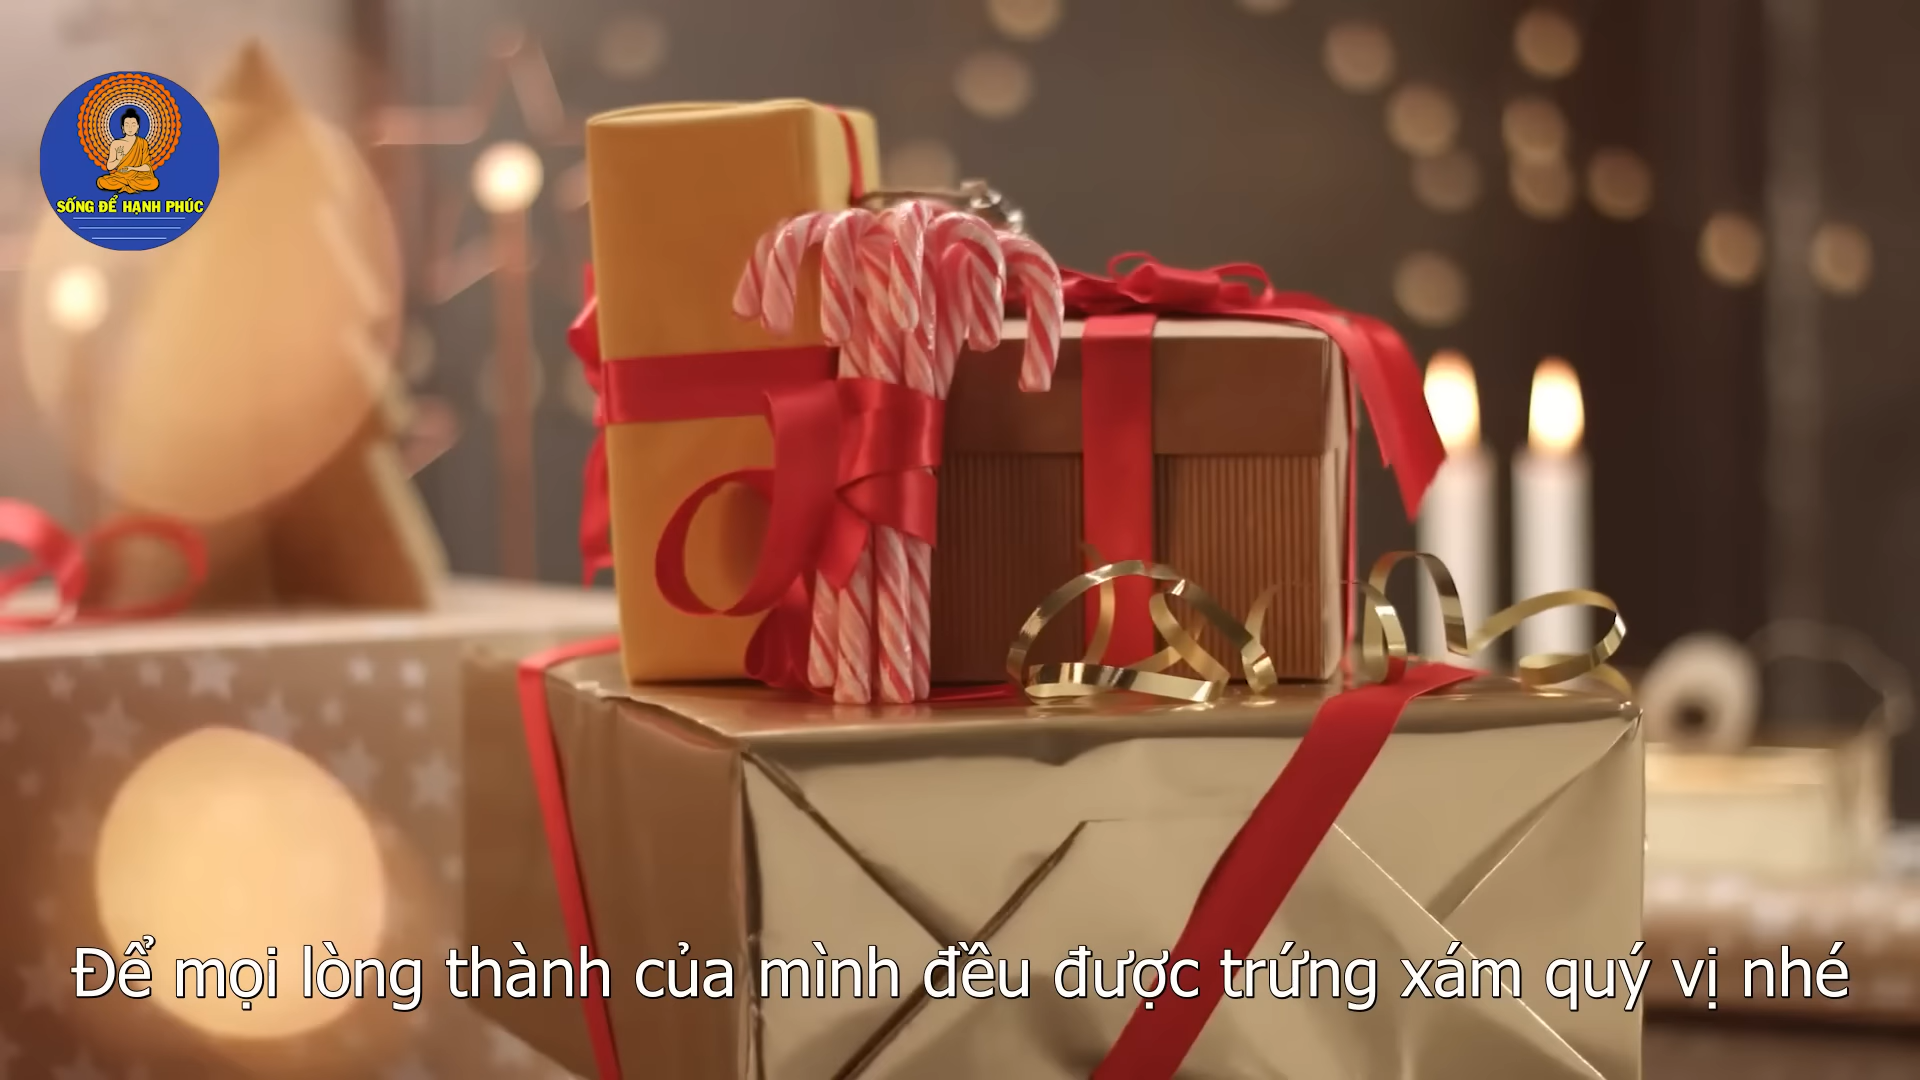 SỐNG ĐỂ HẠNH PHÚC
Để mọi lòng thành của mình đều được trứng xám quý vị nhé